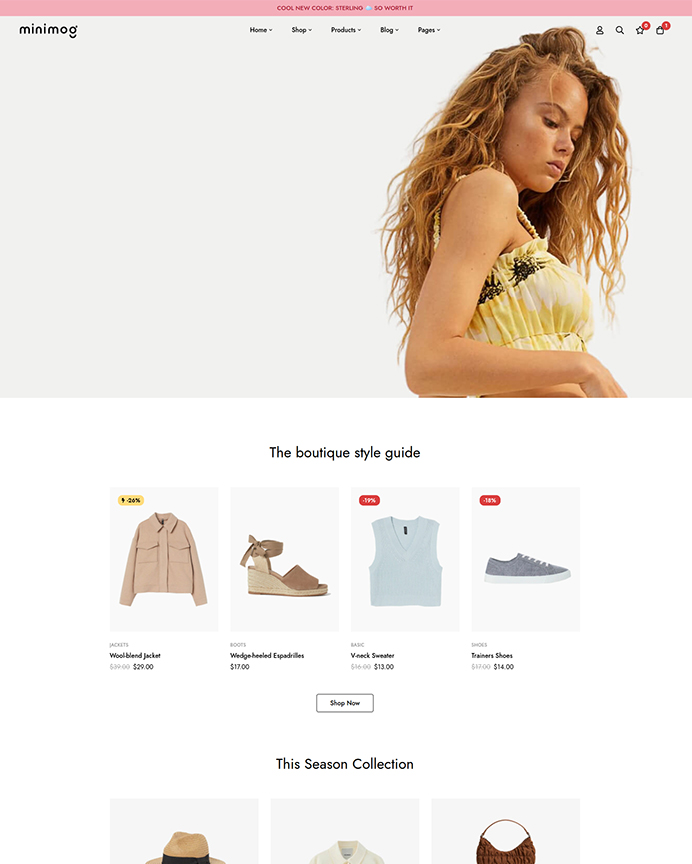 COOL NEW COLOR: STERLING SO WORTH IT
minimog
Home Shop Products Blog Pages
0 1
The boutique style guide
-26% -19% -18%
JACKETS BOOTS BASIC SHOES
Wool-blend Jacket Wedge-heeled Espadrilles V-neck Sweater Trainers Shoes
$39.00 $29.00 $17.00 $16.00 $13.00 $17.00 $14.00
Shop Now
This Season Collection